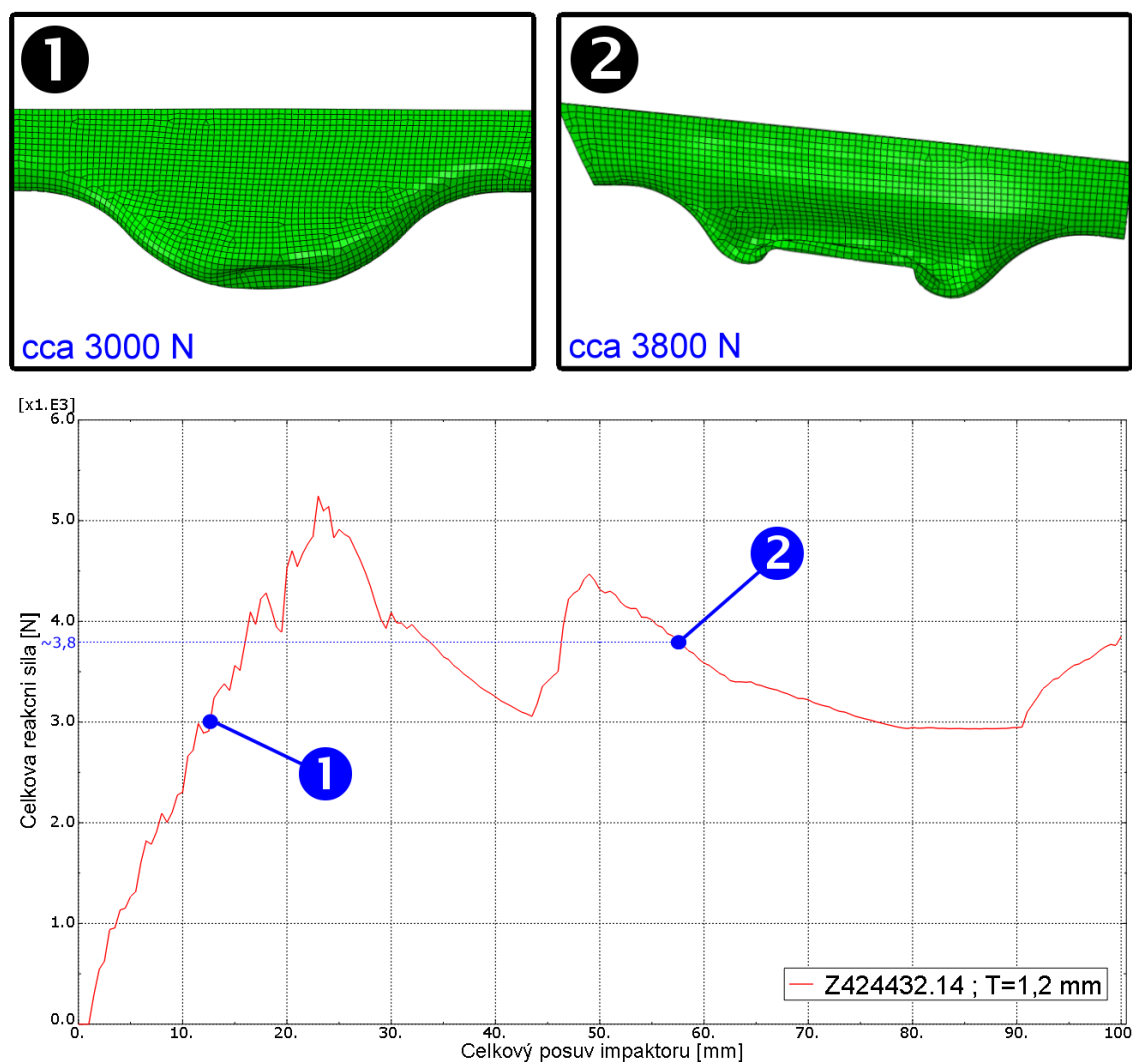 1
2
cca 3000 N
cca 3800 N
[x1.E3]
6.0
5.0
4.0
~3,8
3.0
2.0
1.0
0.0
Celkova reakcni sila [N]
2
1
Z424432.14 ; T=1,2 mm
0. 10. 20. 30. 40. 50. 60. 70. 80. 90. 100
Celkový posuv impaktoru [mm]